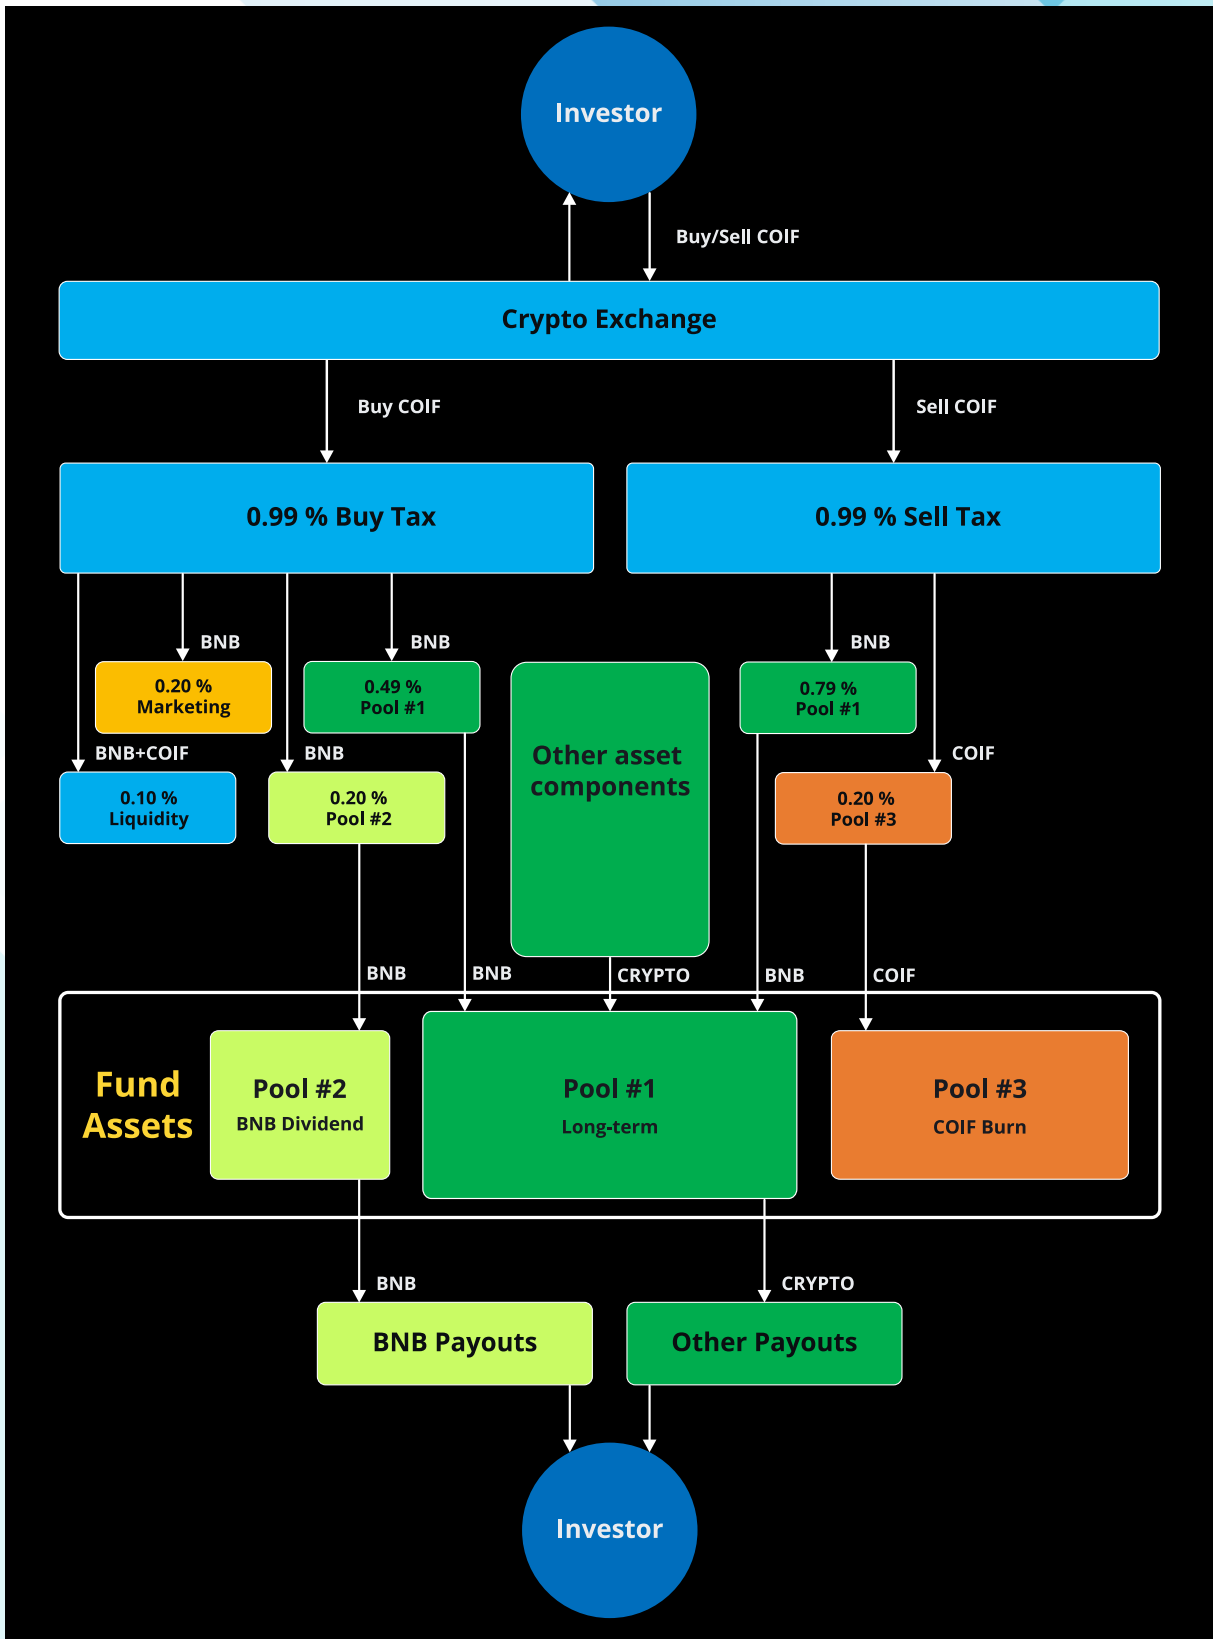 Investor
Buy/Sell COIF
Crypto Exchange
Buy COIF
Sell COIF
0.99 % Buy Tax
0.99 % Sell Tax
BNB
BNB
BNB
0.20 %
Marketing
0.49 %
Pool #1
0.79 %
Pool #1
Other asset
components
BNB+COIF
BNB
COIF
0.10 %
Liquidity
0.20 %
Pool #2
0.20 %
Pool #3
BNB
BNB
CRYPTO
BNB
COIF
Fund
Assets
Pool #2
BNB Dividend
Pool #1
Long-term
Pool #3
COIF Burn
BNB
CRYPTO
BNB Payouts
Other Payouts
Investor